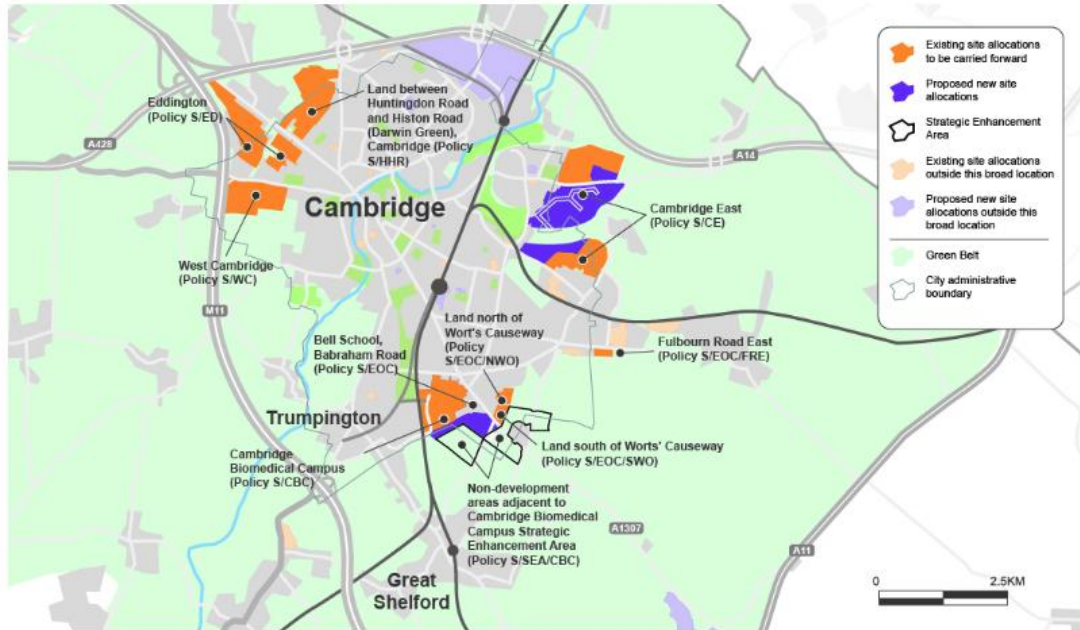 Eddington
(Policy S/ED)
Land between
Huntingdon Road
and Histon Road
(Darwin Green),
Cambridge (Policy
S/HHR)
A428
A14
Cambridge
Cambridge East
(Policy S/CE)
West Cambridge
(Policy S/WC)
M11
Land north of
Wort's Causeway
(Policy
S/EOC/NWO)
Bell School,
Babraham Road
(Policy S/EOC)
Fulbourn Road East
(Policy S/EOC/FRE)
Trumpington
Land south of Worts' Causeway
(Policy S/EOC/SWO)
Cambridge
Biomedical Campus
(Policy S/CBC)
Non-development
areas adjacent to
Cambridge Biomedical
Campus Strategic
Enhancement Area
(Policy S/SEA/CBC)
A1307
A11
Great
Shelford
0 2.5KM
Existing site allocations
to be carried forward
Proposed new site
allocations
Strategic Enhancement
Area
Existing site allocations
outside this broad location
Proposed new site
allocations outside this
broad location
Green Belt
City administrative
boundary